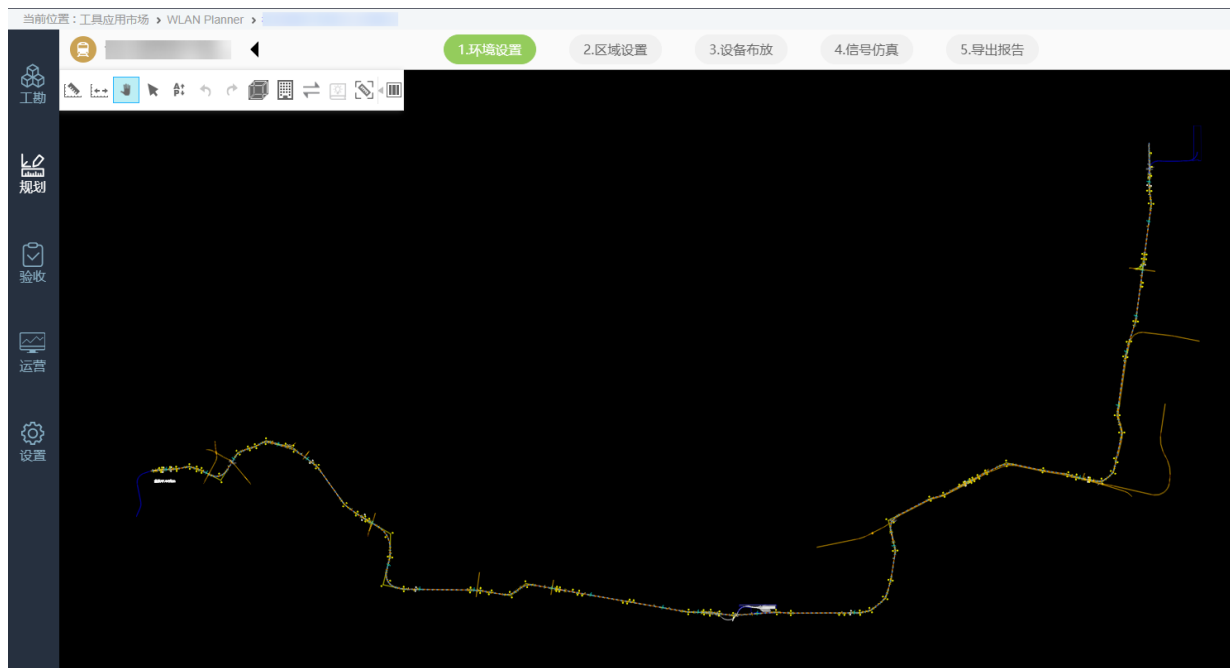 当前位置：工具应用市场 › WLAN Planner ›
1.环境设置 2.区域设置 3.设备布放 4.信号仿真 5.导出报告
工勘
规划
验收
运营
设置